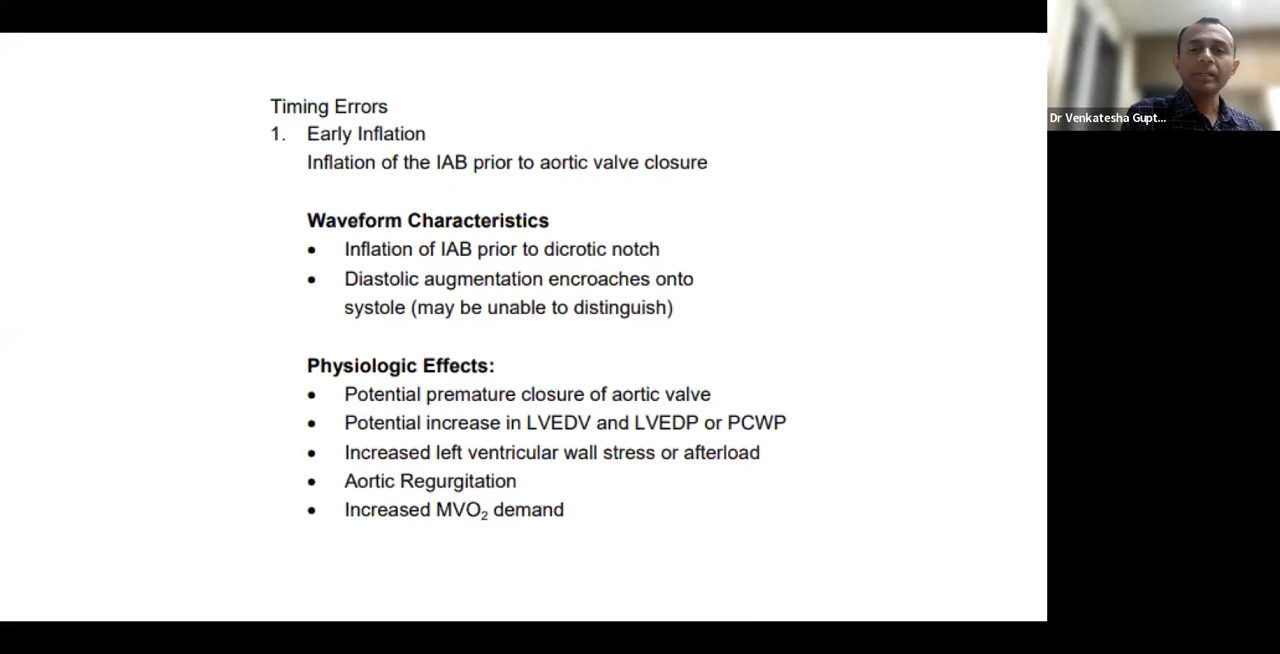 Timing Errors
1. Early Inflation
Inflation of the IAB prior to aortic valve closure
Waveform Characteristics
• Inflation of IAB prior to dicrotic notch
• Diastolic augmentation encroaches onto
systole (may be unable to distinguish)
Physiologic Effects:
• Potential premature closure of aortic valve
• Potential increase in LVEDV and LVEDP or PCWP
• Increased left ventricular wall stress or afterload
• Aortic Regurgitation
• Increased MVO₂ demand
Dr Venkatesha Gupt...